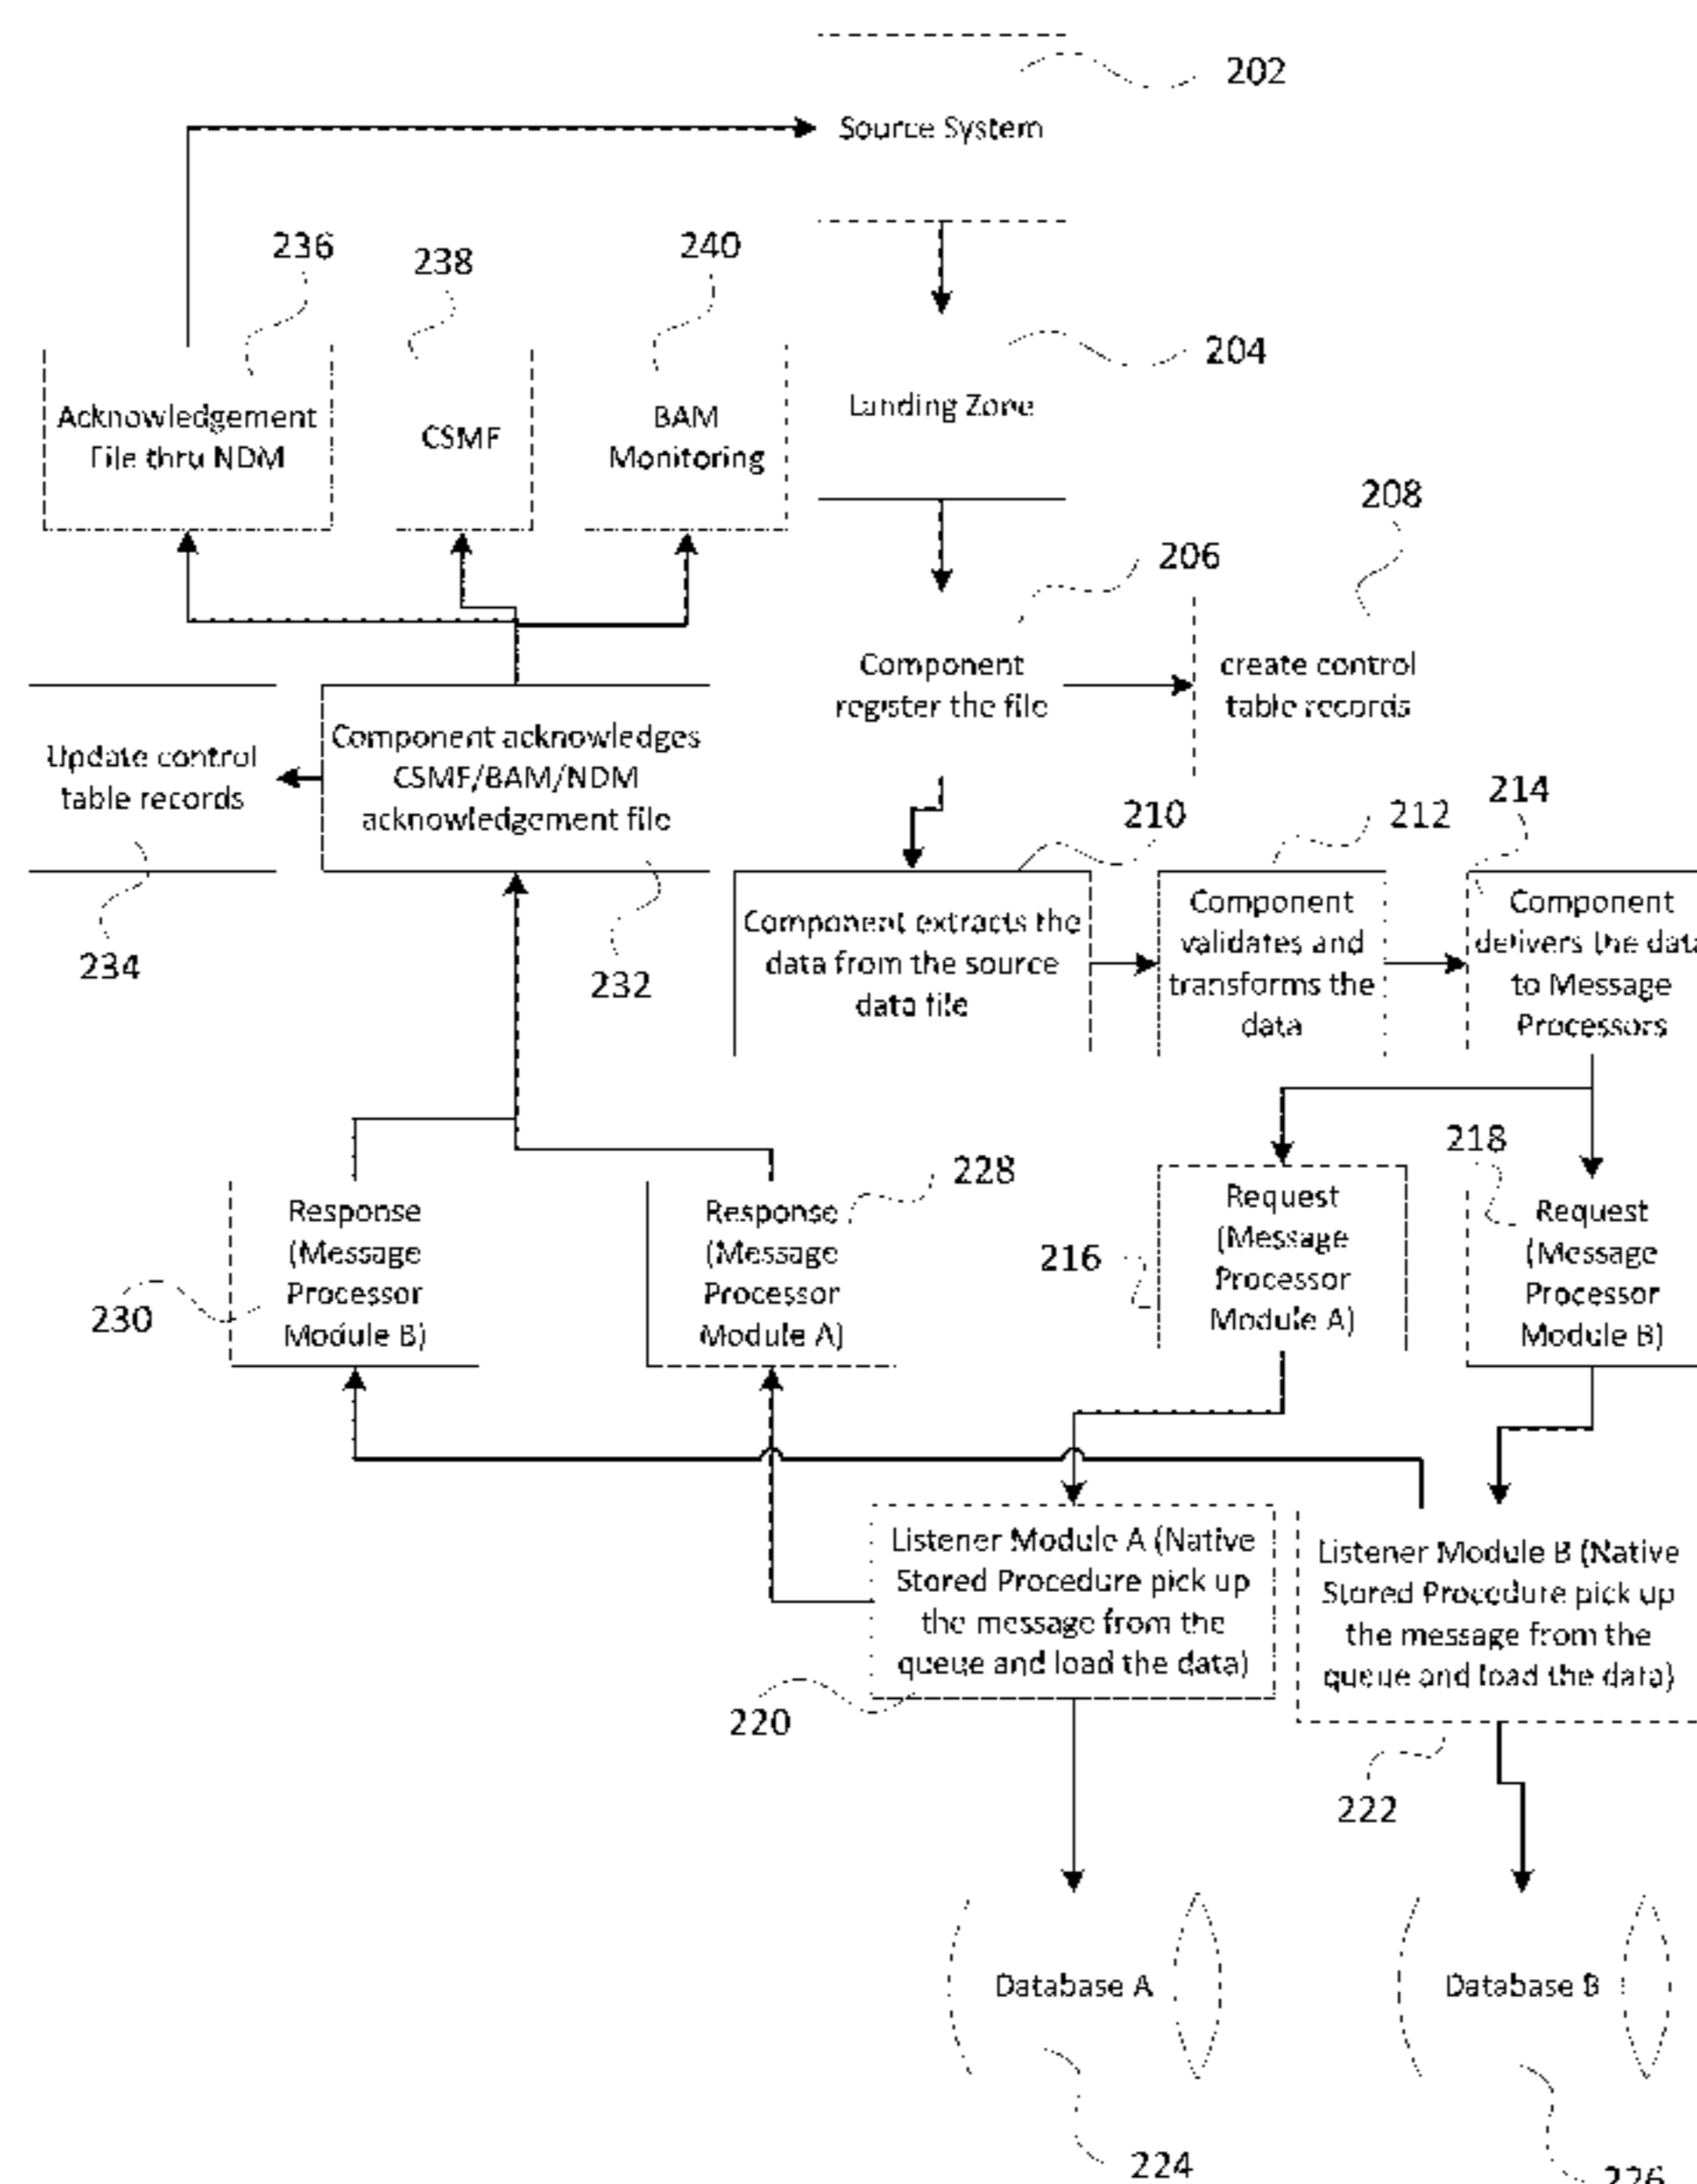 202
Source System
236
238
240
204
Acknowledgement
File thru NDM
CSMF
BAM
Monitoring
Landing Zone
208
206
Component
register the file
create control
table records
Update control
table records
Component acknowledges
CSMF/BAM/NDM
acknowledgement file
210
212
214
234
232
Component extracts the
data from the source
data file
Component
validates and
transforms the
data
Component
delivers the data
to Message
Processors
218
228
216
230
Response
(Message
Processor
Module B)
Response
(Message
Processor
Module A)
Request
(Message
Processor
Module A)
Request
(Message
Processor
Module B)
Listener Module A (Native
Stored Procedure pick up
the message from the
queue and load the data)
Listener Module B (Native
Stored Procedure pick up
the message from the
queue and load the data)
220
222
Database A
Database B
224
226